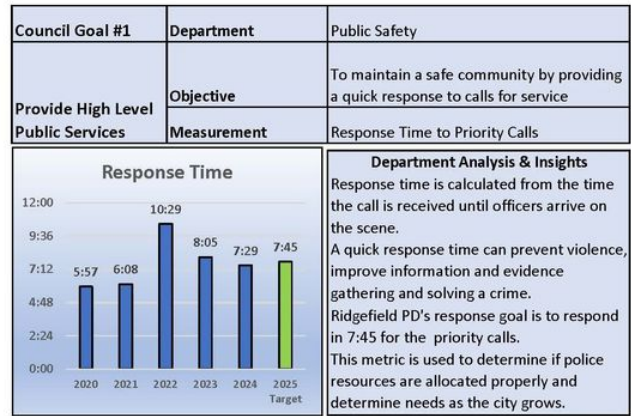 Council Goal #1
Department
Public Safety
Provide High Level
Public Services
Objective
To maintain a safe community by providing
a quick response to calls for service
Measurement
Response Time to Priority Calls
Response Time
12:00
9:36
7:12
4:48
2:24
0:00
5:57
6:08
10:29
8:05
7:29
7:45
2020
2021
2022
2023
2024
2025
Target
Department Analysis & Insights
Response time is calculated from the time
the call is received until officers arrive on
the scene.
A quick response time can prevent violence,
improve information and evidence
gathering and solving a crime.
Ridgefield PD's response goal is to respond
in 7:45 for the priority calls.
This metric is used to determine if police
resources are allocated properly and
determine needs as the city grows.